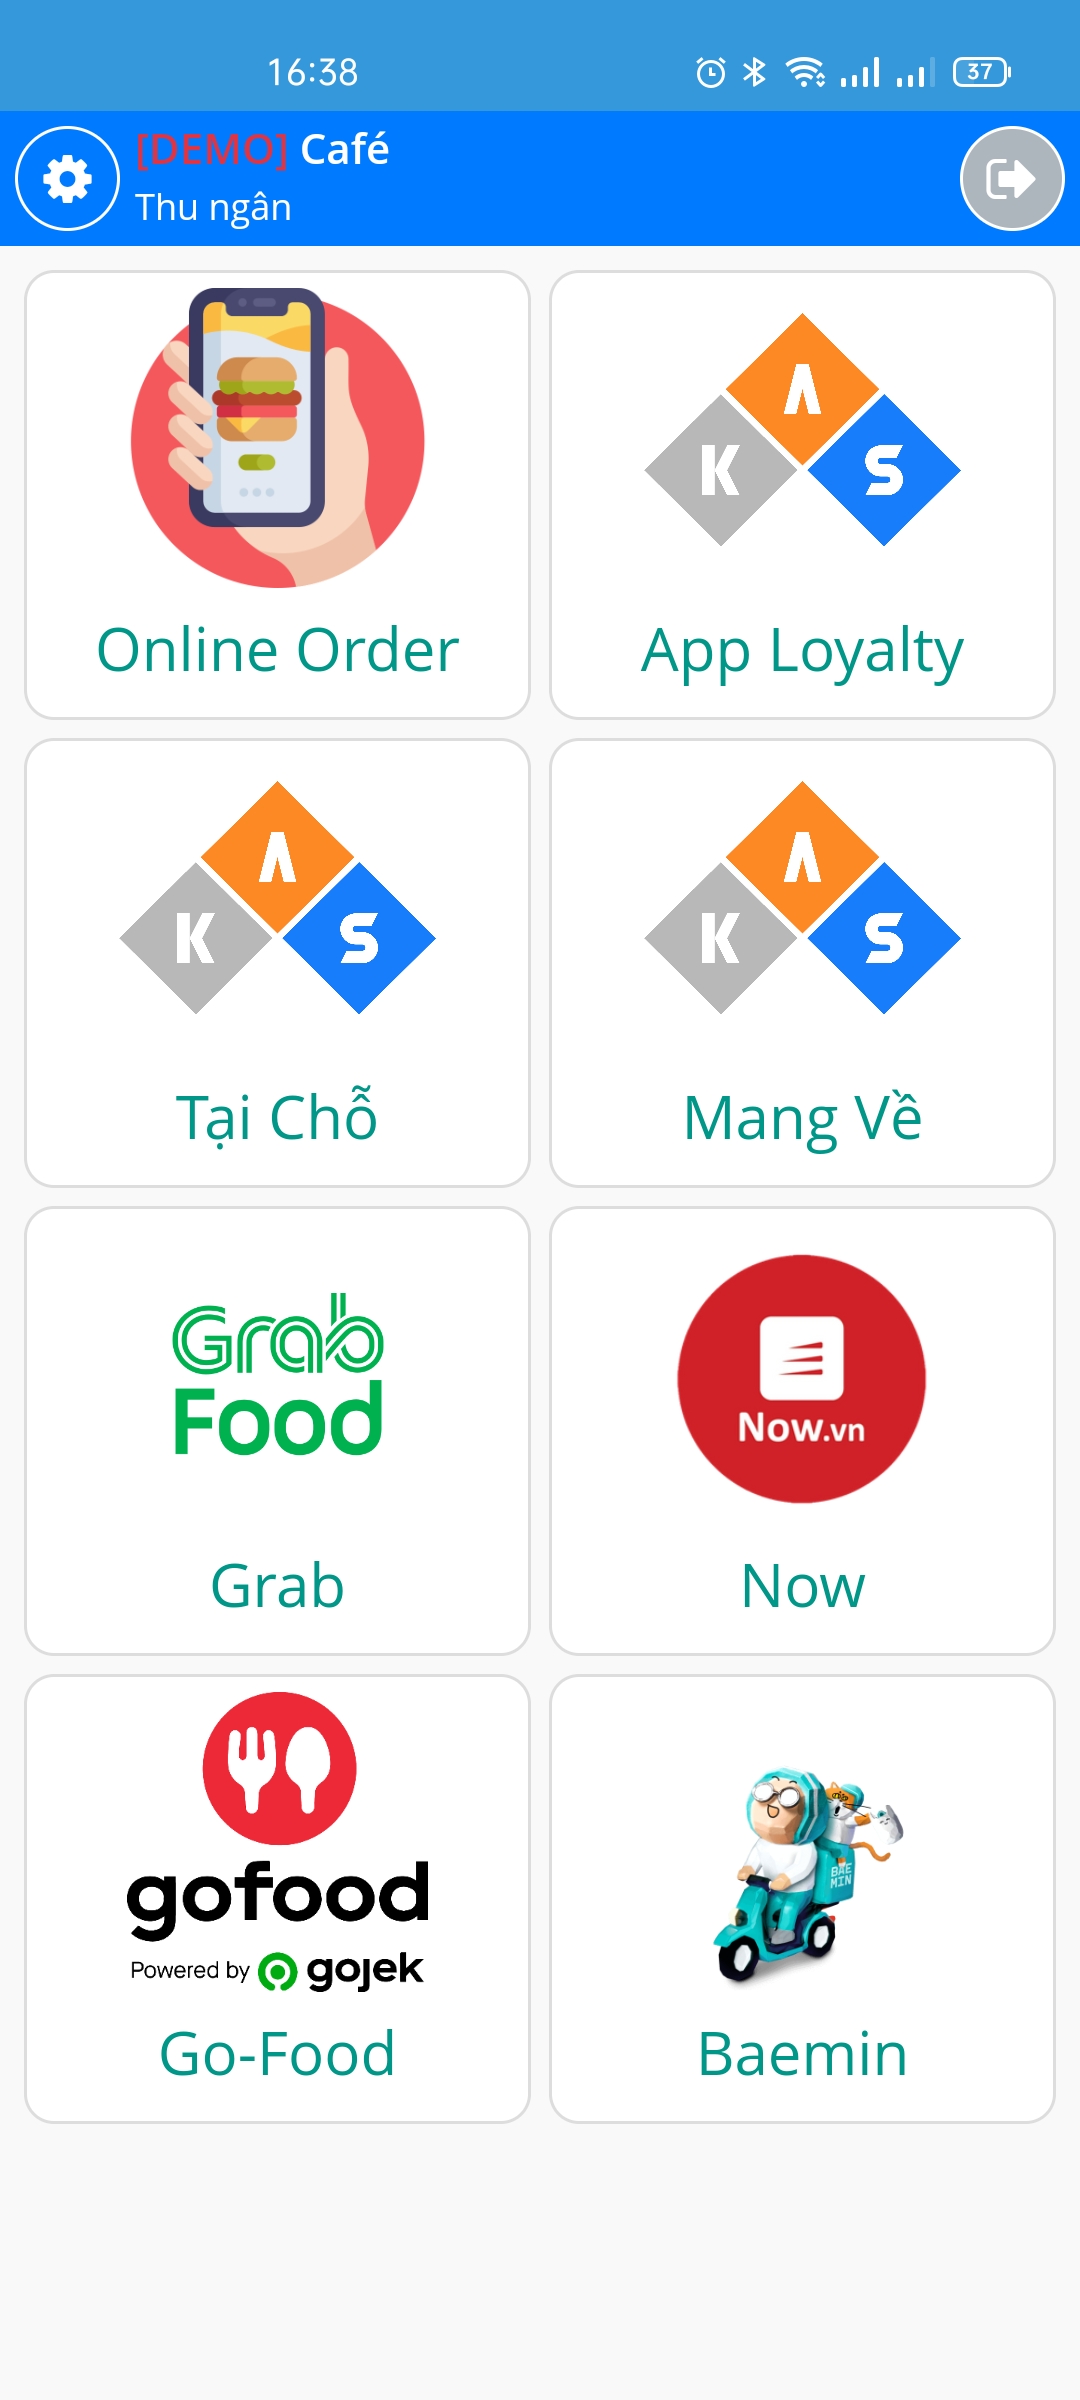 16:38
37
[DEMO] Café
Thu ngân
Online Order
K A S
App Loyalty
K A S
Tại Chỗ
K A S
Mang Về
Grab
Food
Grab
Now.vn
Now
gofood
Powered by gojek
Go-Food
BAE
MIN
Baemin